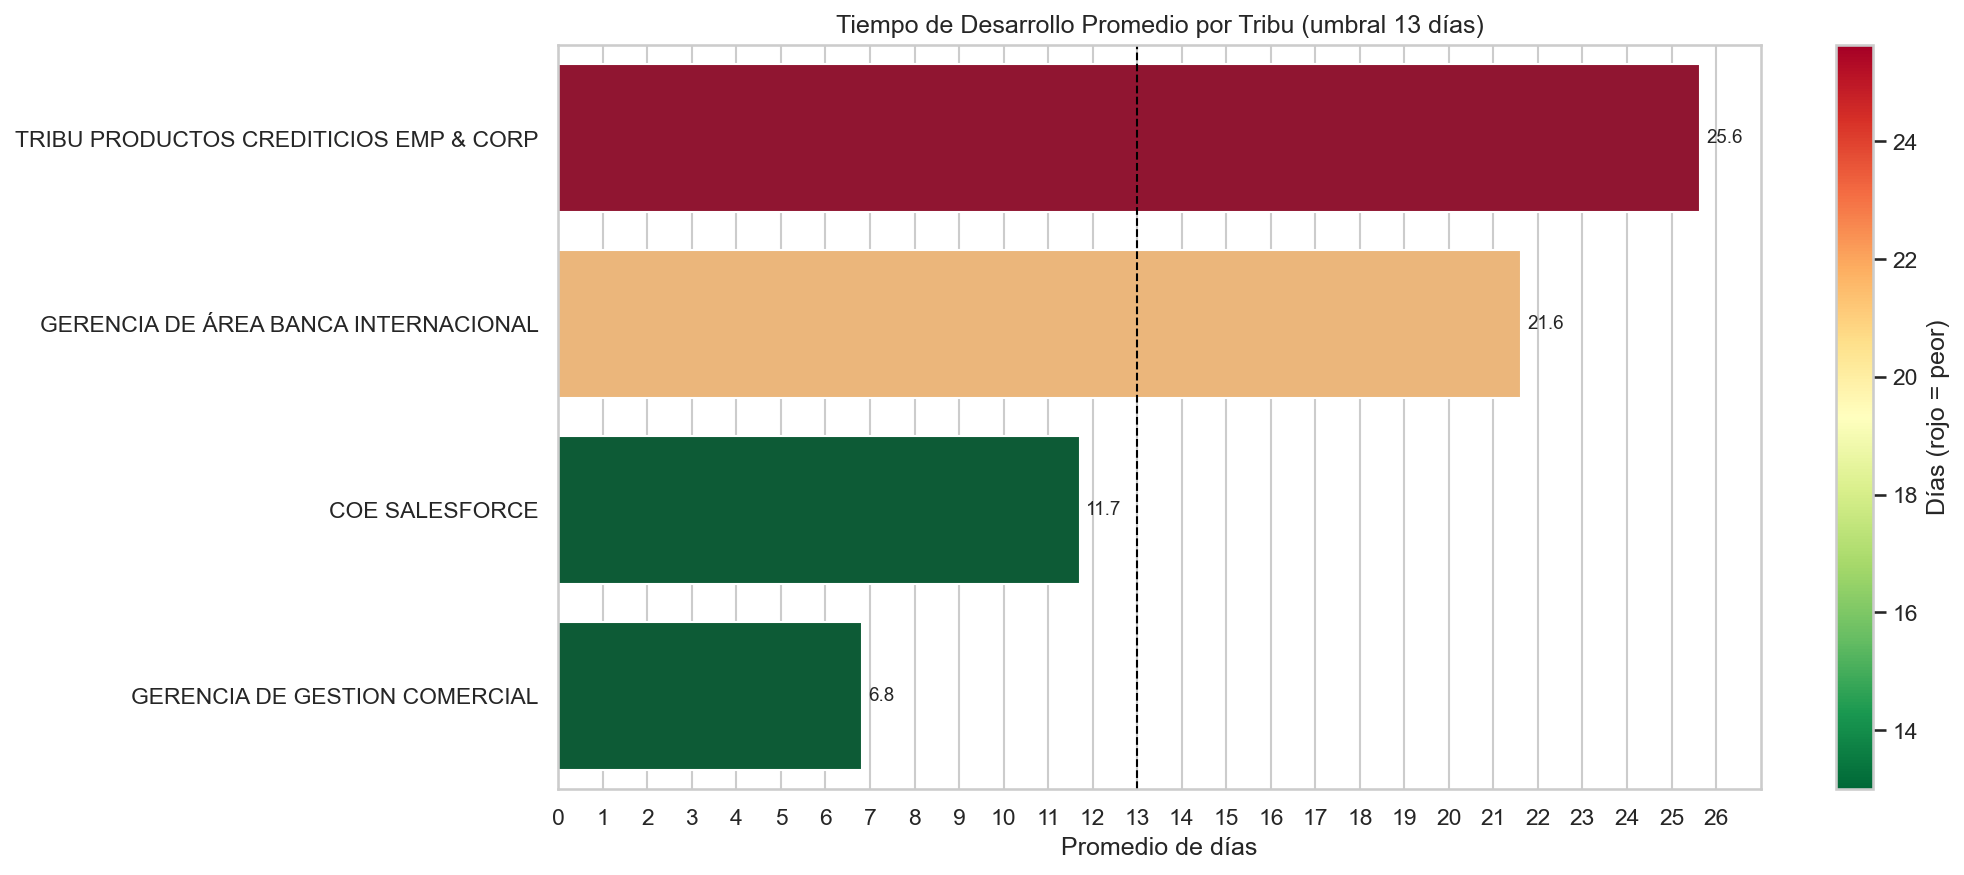 Tiempo de Desarrollo Promedio por Tribu (umbral 13 días)
TRIBU PRODUCTOS CREDITICIOS EMP & CORP
25.6
GERENCIA DE ÁREA BANCA INTERNACIONAL
21.6
COE SALESFORCE
11.7
GERENCIA DE GESTION COMERCIAL
6.8
0 1 2 3 4 5 6 7 8 9 10 11 12 13 14 15 16 17 18 19 20 21 22 23 24 25 26
Promedio de días
24
22
20
18
16
14
Días (rojo = peor)